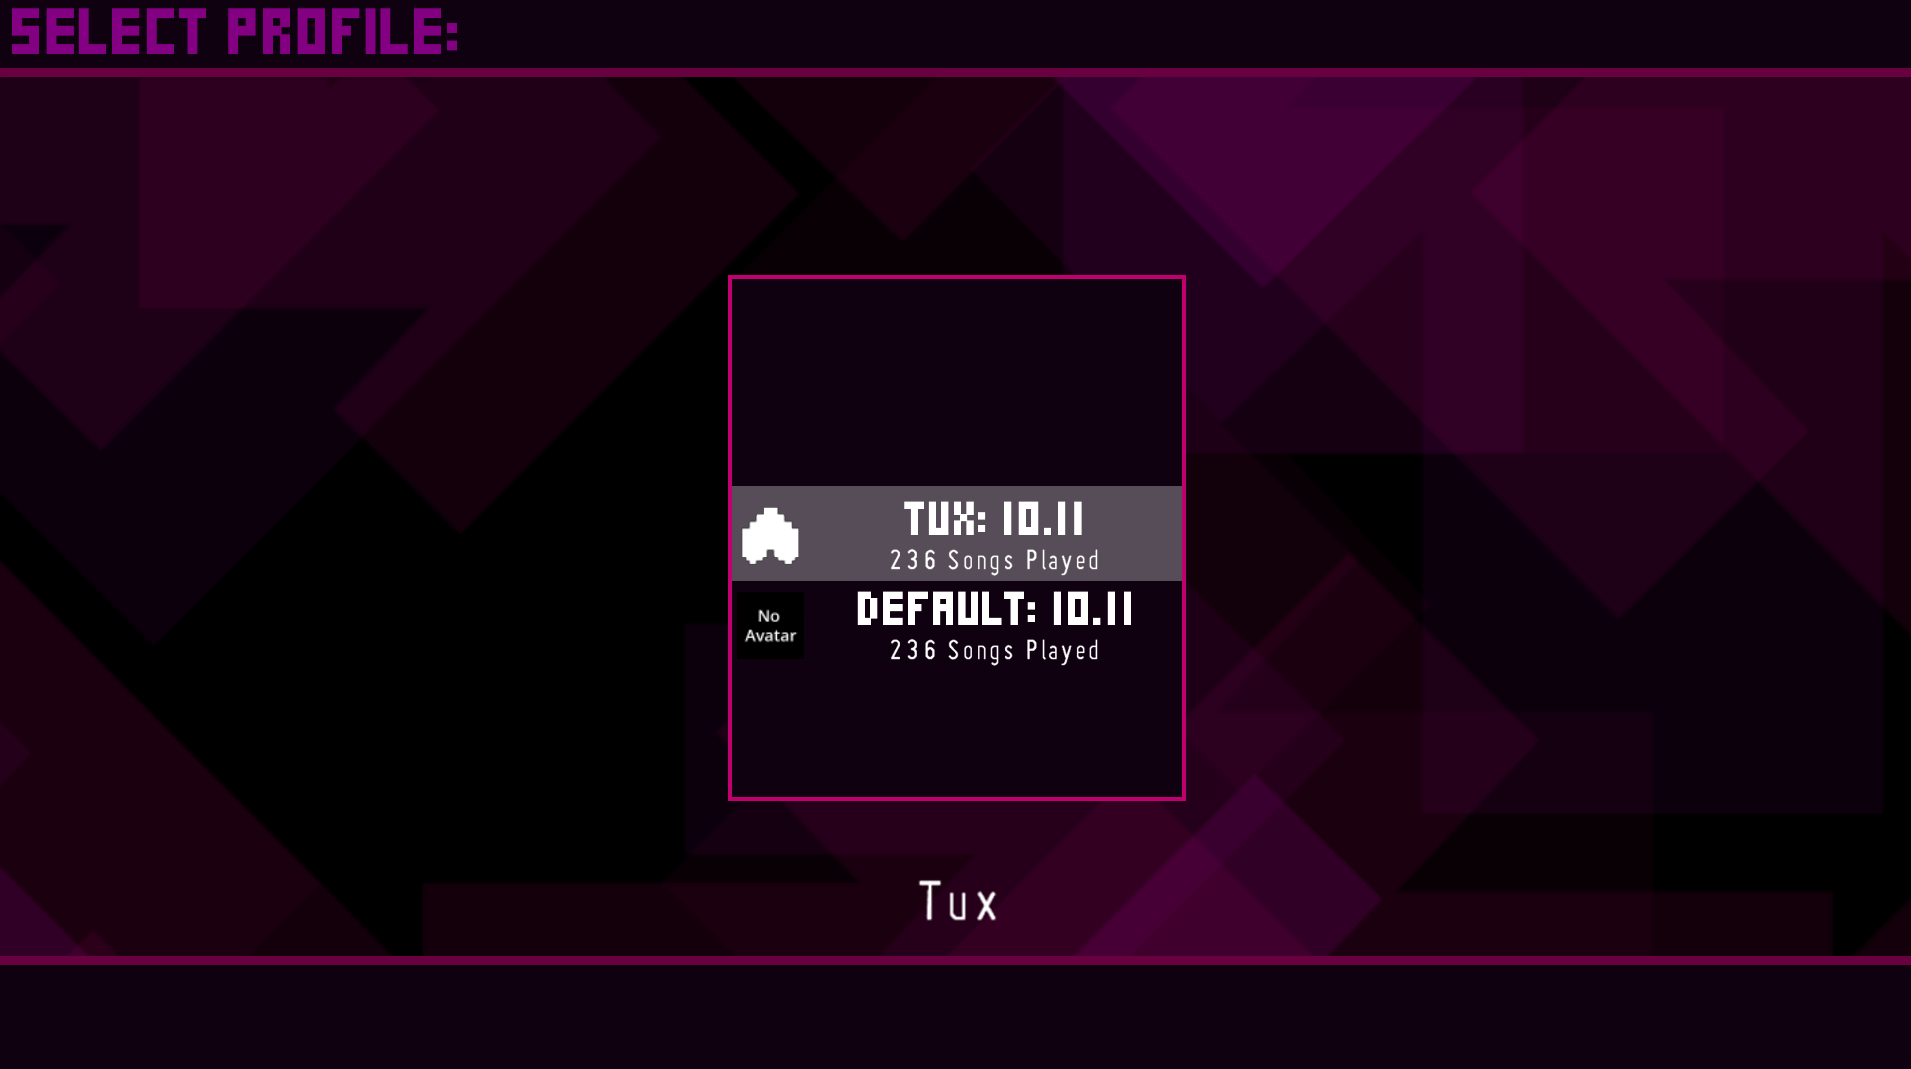 SELECT PROFILE:
TUX: 10.11
236 Songs Played
No
Avatar
DEFAULT: 10.11
236 Songs Played
Tux